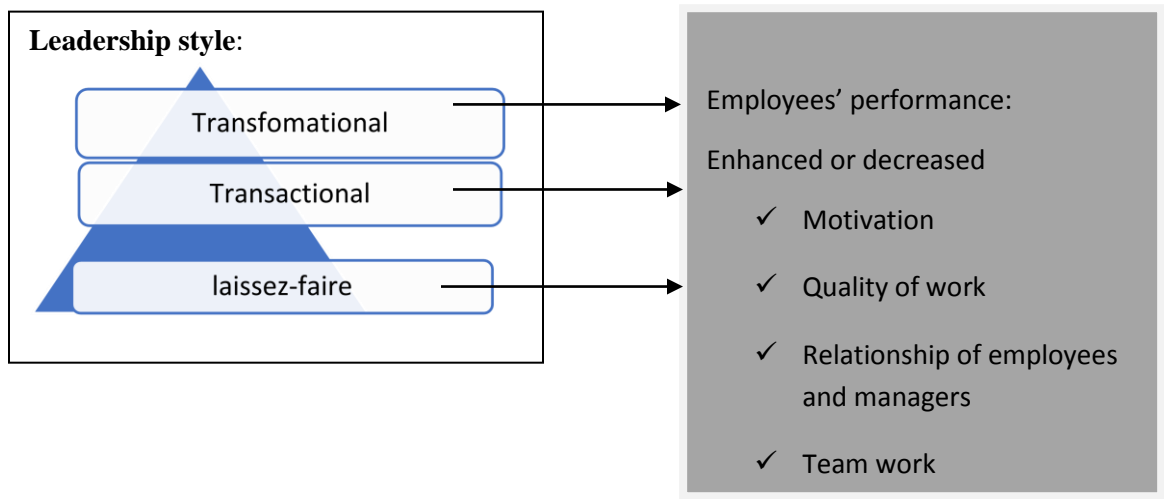 Leadership style:
Transfomational
Transactional
laissez-faire
Employees’ performance:
Enhanced or decreased
✓ Motivation
✓ Quality of work
✓ Relationship of employees
and managers
✓ Team work